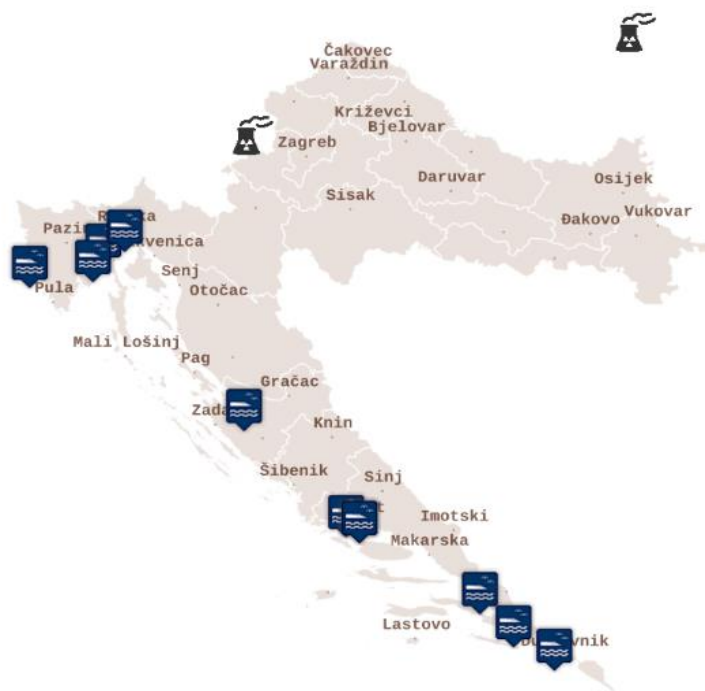 Čakovec
Varaždin
Križevci
Bjelovar
Zagreb
Daruvar
Osijek
Sisak
Vukovar
Đakovo
Senj
Pula
Otočac
Mali Lošinj
Pag
Gračac
Knin
Šibenik
Sinj
Imotski
Makarska
Lastovo